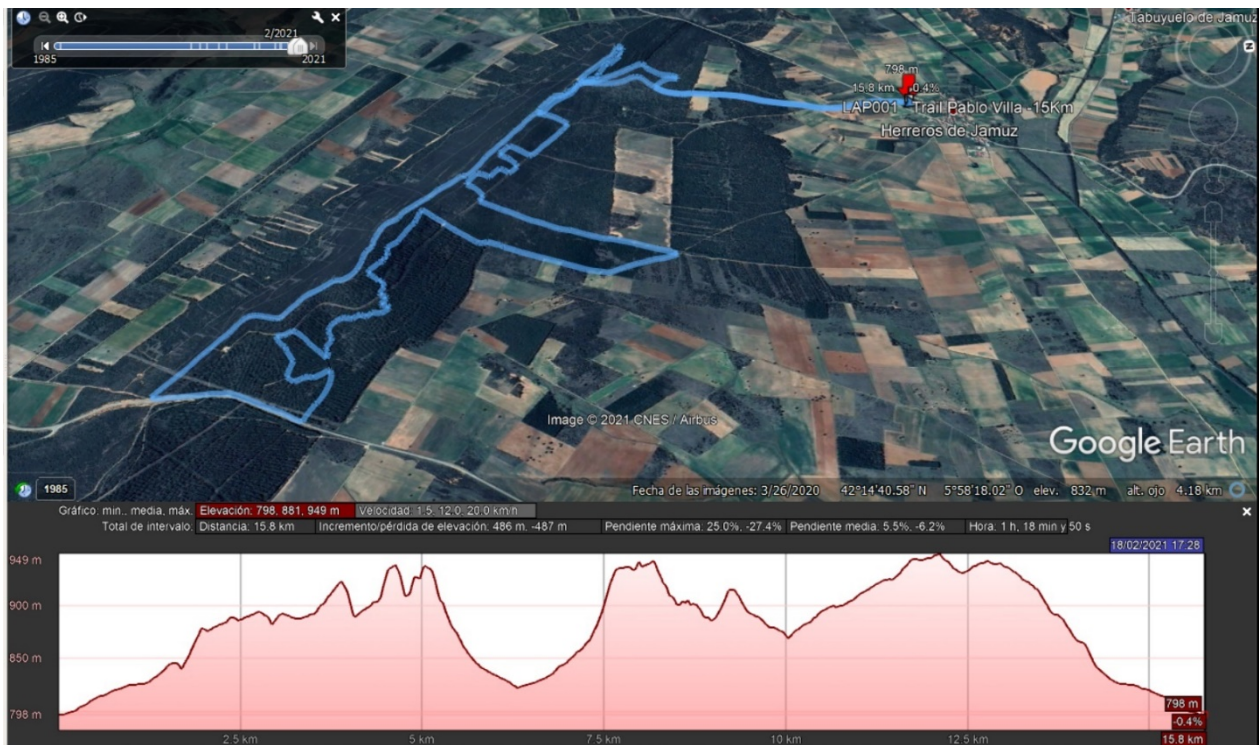 2/2021
1985
2021
Tabuyuelo de Jamuz
798 m
15.8 km -0.4%
LAP001 - Trail Pablo Villa -15Km
Herreros de Jamuz
Image © 2021 CNES / Airbus
Google Earth
1985
Fecha de las imágenes: 3/26/2020 42°14'40.58" N 5°58'18.02" O elev. 832 m alt. ojo 4.18 km
Gráfico: min., media, máx. Elevación: 798, 881, 949 m Velocidad: 1.5, 12.0, 20.0 km/h
Total de intervalo: Distancia: 15.8 km Incremento/pérdida de elevación: 486 m, -487 m Pendiente máxima: 25.0%, -27.4% Pendiente media: 5.5%, -6.2% Hora: 1 h, 18 min y 50 s
18/02/2021 17:28
949 m
900 m
850 m
798 m
798 m
-0.4%
2.5 km 5 km 7.5 km 10 km 12.5 km 15.8 km